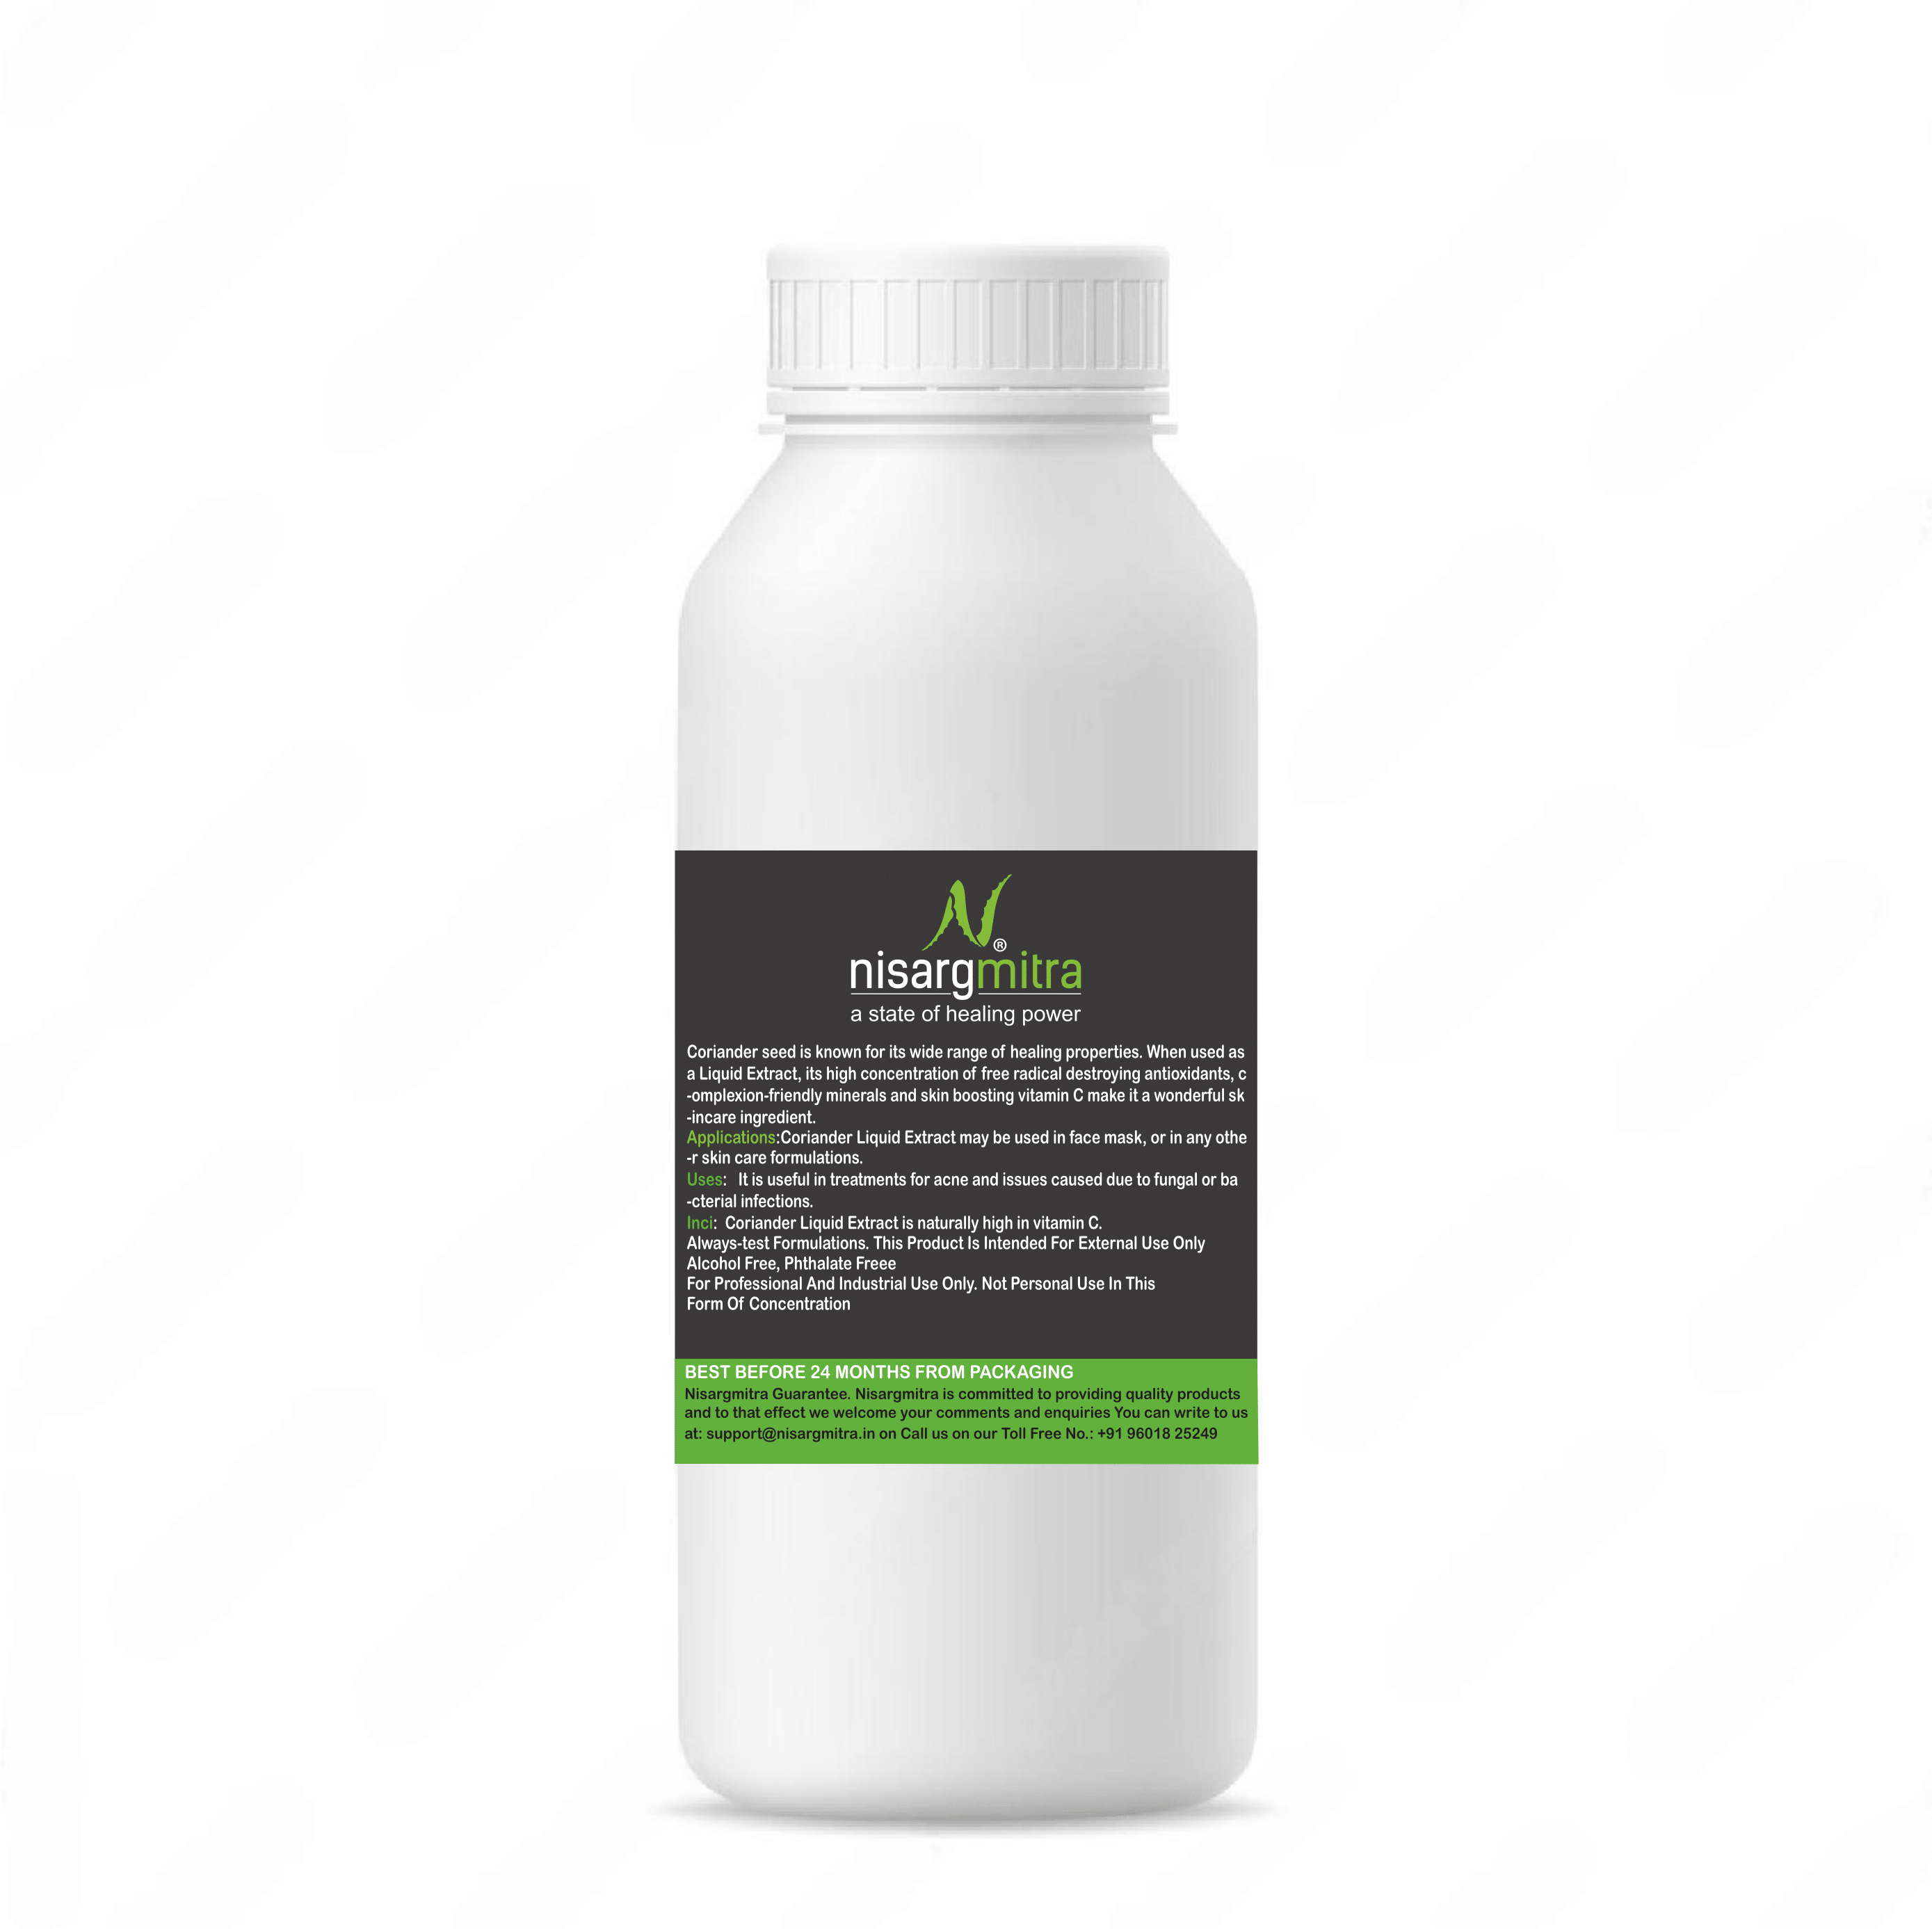 N®
nisargmitra
a state of healing power
Coriander seed is known for its wide range of healing properties. When used as
a Liquid Extract, its high concentration of free radical destroying antioxidants, c
-omplexion-friendly minerals and skin boosting vitamin C make it a wonderful sk
-incare ingredient.
Applications:Coriander Liquid Extract may be used in face mask, or in any othe
-r skin care formulations.
Uses: It is useful in treatments for acne and issues caused due to fungal or ba
-cterial infections.
Inci: Coriander Liquid Extract is naturally high in vitamin C.
Always-test Formulations. This Product Is Intended For External Use Only
Alcohol Free, Phthalate Freee
For Professional And Industrial Use Only. Not Personal Use In This
Form Of Concentration
BEST BEFORE 24 MONTHS FROM PACKAGING
Nisargmitra Guarantee. Nisargmitra is committed to providing quality products
and to that effect we welcome your comments and enquiries You can write to us
at: support@nisargmitra.in on Call us on our Toll Free No.: +91 96018 25249